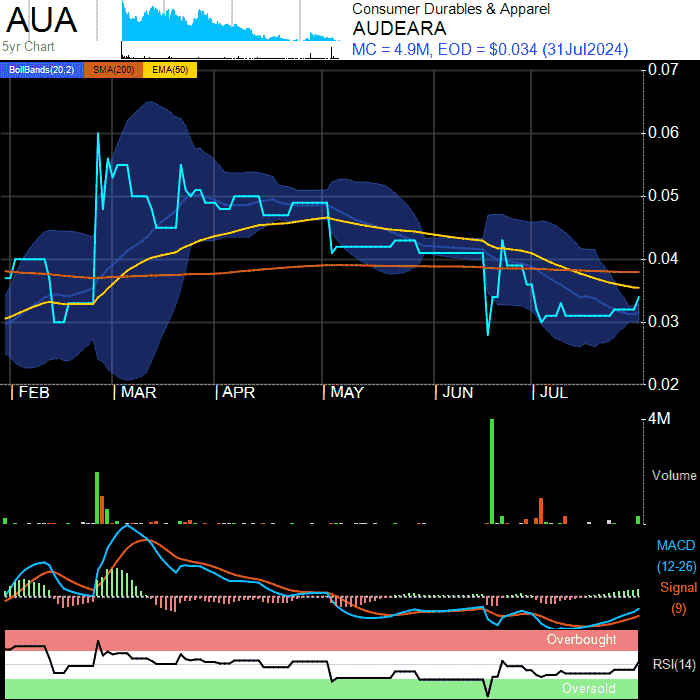 AUA
5yr Chart
Consumer Durables & Apparel
AUDEARA
MC = 4.9M, EOD = $0.034 (31Jul2024)
BollBands(20,2) SMA(200) EMA(50)
0.07
0.06
0.05
0.04
0.03
0.02
FEB MAR APR MAY JUN JUL
4M
Volume
MACD
(12-26)
Signal
(9)
Overbought
RSI(14)
Oversold